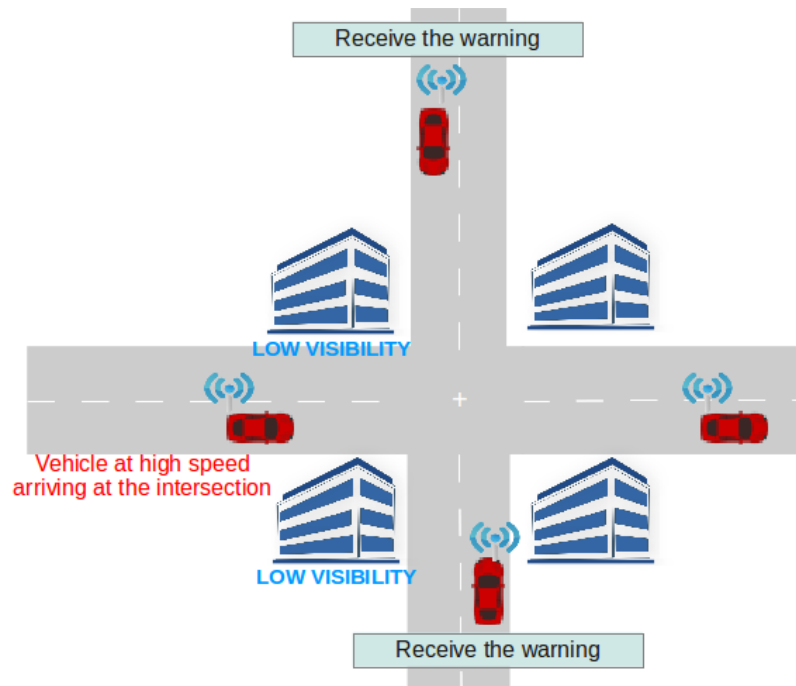 Receive the warning
LOW VISIBILITY
Vehicle at high speed
arriving at the intersection
LOW VISIBILITY
Receive the warning